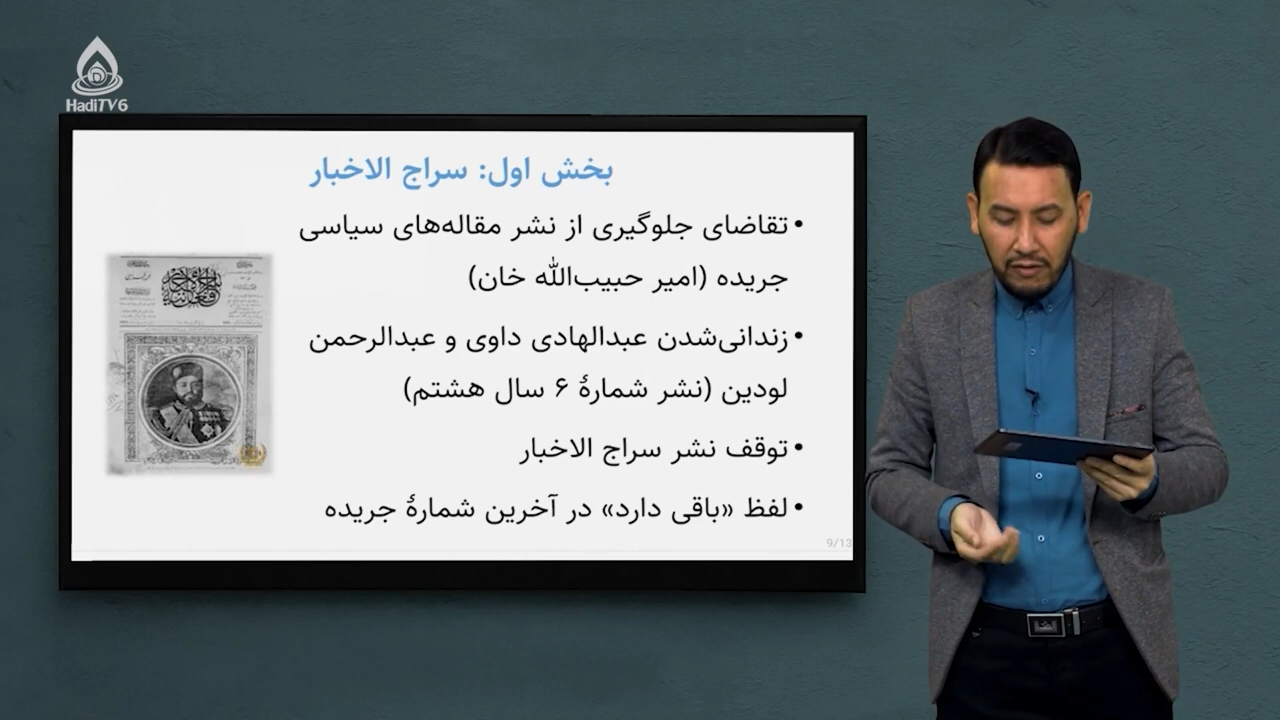 HadiTV6
بخش اول: سراج الاخبار
• تقاضای جلوگیری از نشر مقاله‌های سیاسی
جریده (امیر حبیب‌الله خان)
• زندانی‌شدن عبدالهادی داوی و عبدالرحمن
لودین (نشر شمارهٔ ۶ سال هشتم)
• توقف نشر سراج الاخبار
• لفظ «باقی دارد» در آخرین شمارهٔ جریده
9/13